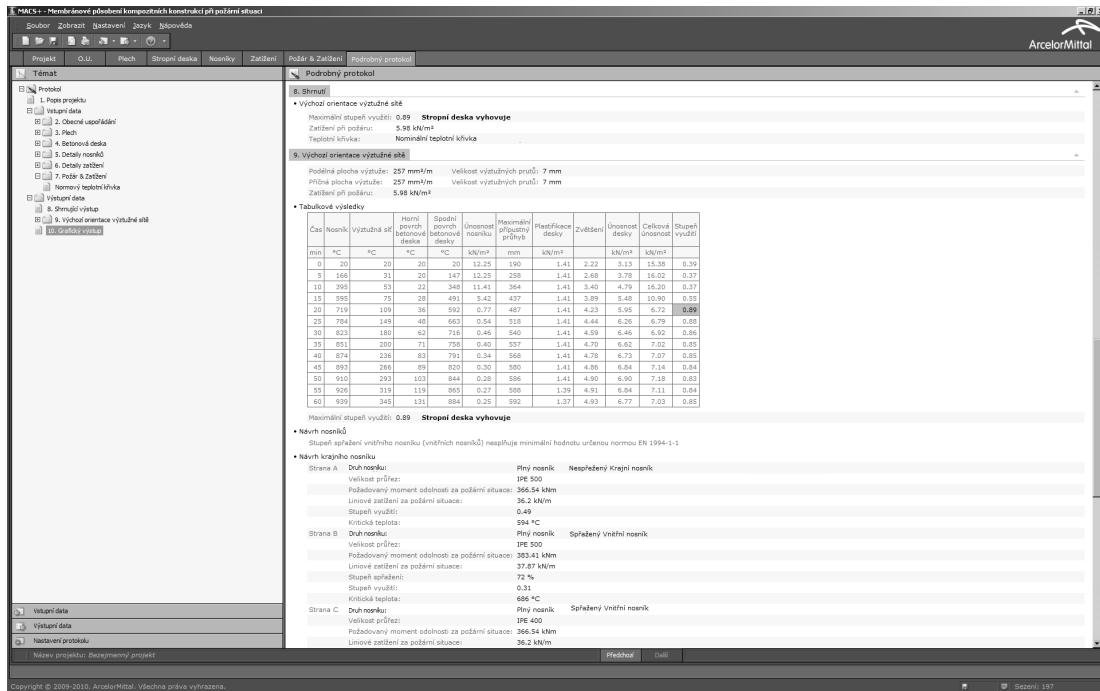 MACS+ - Membránové působení kompozitních konstrukcí při požární situaci
Soubor Zobrazit Nastavení Jazyk Nápověda
ArcelorMittal
Projekt O.U. Plech Stropní deska Nosníky Zatížení Požár & Zatížení Podrobný protokol
Témat
Protokol
1. Popis projektu
Vstupní data
2. Obecné uspořádání
3. Plech
4. Betonová deska
5. Detaily nosníků
6. Detaily zatížení
7. Požár & Zatížení
Normový teplotní křivka
Výstupní data
8. Shrnující výstup
9. Výchozí orientace výztužné sítě
10. Grafický výstup
Vstupní data
Výstupní data
Nastavení protokolu
Podrobný protokol
8. Shrnutí
• Výchozí orientace výztužné sítě
Maximální stupeň využití: 0.89 Stropní deska vyhovuje
Zatížení při požáru: 5.98 kN/m²
Teplotní křivka: Nominální teplotní křivka
9. Výchozí orientace výztužné sítě
Podélná plocha výztuže: 257 mm²/m Velikost výztužných prutů: 7 mm
Příčná plocha výztuže: 257 mm²/m Velikost výztužných prutů: 7 mm
Zatížení při požáru: 5.98 kN/m²
• Tabulkové výsledky
Čas Nosník Výztužná síť Horní povrch betonové deska Spodní povrch betonové desky Únosnost nosníku Maximální přípustný průhyb Plastifikace desky Zvětšení Únosnost desky Celková únosnost Stupeň využití
min °C °C °C °C kN/m² mm kN/m² kN/m² kN/m²
0 20 20 20 20 12.25 190 1.41 2.22 3.13 15.38 0.39
5 166 31 20 147 12.25 258 1.41 2.68 3.78 16.02 0.37
10 395 53 22 348 11.41 364 1.41 3.40 4.79 16.20 0.37
15 595 75 28 491 5.42 437 1.41 3.89 5.48 10.90 0.55
20 719 109 36 592 0.77 487 1.41 4.23 5.95 6.72 0.89
25 784 149 48 663 0.54 518 1.41 4.44 6.26 6.79 0.88
30 823 180 62 716 0.46 540 1.41 4.59 6.46 6.92 0.86
35 851 200 71 758 0.40 557 1.41 4.70 6.62 7.02 0.85
40 874 236 83 791 0.34 568 1.41 4.78 6.73 7.07 0.85
45 893 266 89 820 0.30 580 1.41 4.86 6.84 7.14 0.84
50 910 293 103 844 0.28 586 1.41 4.90 6.90 7.18 0.83
55 926 319 119 865 0.27 588 1.39 4.91 6.84 7.11 0.84
60 939 345 131 884 0.25 592 1.37 4.93 6.77 7.03 0.85
Maximální stupeň využití: 0.89 Stropní deska vyhovuje
• Návrh nosníků
Stupeň spřažení vnitřního nosníku (vnitřních nosníků) nesplňuje minimální hodnotu určenou normou EN 1994-1-1
• Návrh krajního nosníku
Strana A Druh nosníku: Plný nosník Nespřežený Krajní nosník
Velikost průřez: IPE 500
Požadovaný moment odolnosti za požární situace: 366.54 kNm
Liniové zatížení za požární situace: 36.2 kN/m
Stupeň využití: 0.49
Kritická teplota: 594 °C
Strana B Druh nosníku: Plný nosník Spřažený Vnitřní nosník
Velikost průřez: IPE 500
Požadovaný moment odolnosti za požární situace: 383.41 kNm
Liniové zatížení za požární situace: 37.87 kN/m
Stupeň spřažení: 72 %
Stupeň využití: 0.31
Kritická teplota: 686 °C
Strana C Druh nosníku: Plný nosník Spřažený Vnitřní nosník
Velikost průřez: IPE 400
Požadovaný moment odolnosti za požární situace: 366.54 kNm
Liniové zatížení za požární situace: 36.2 kN/m
Název projektu: Bezejmenný projekt
Předchozí Další
Copyright © 2009-2010, ArcelorMittal. Všechna práva vyhrazena.
Sezení: 197